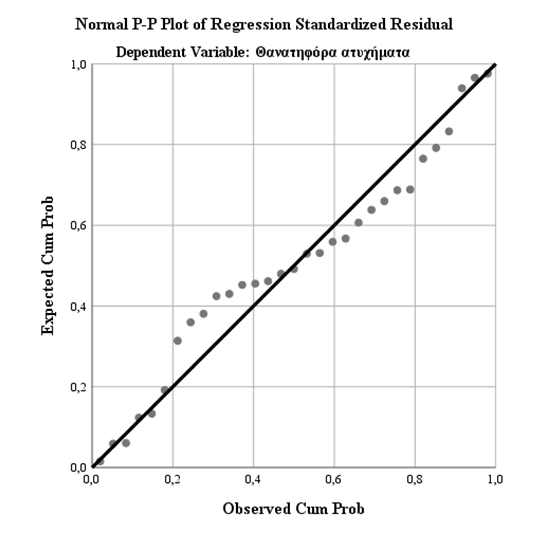 Normal P-P Plot of Regression Standardized Residual
Dependent Variable: Θανατηφόρα ατυχήματα
1,0
0,8
0,6
0,4
0,2
0,0
Expected Cum Prob
0,0 0,2 0,4 0,6 0,8 1,0
Observed Cum Prob